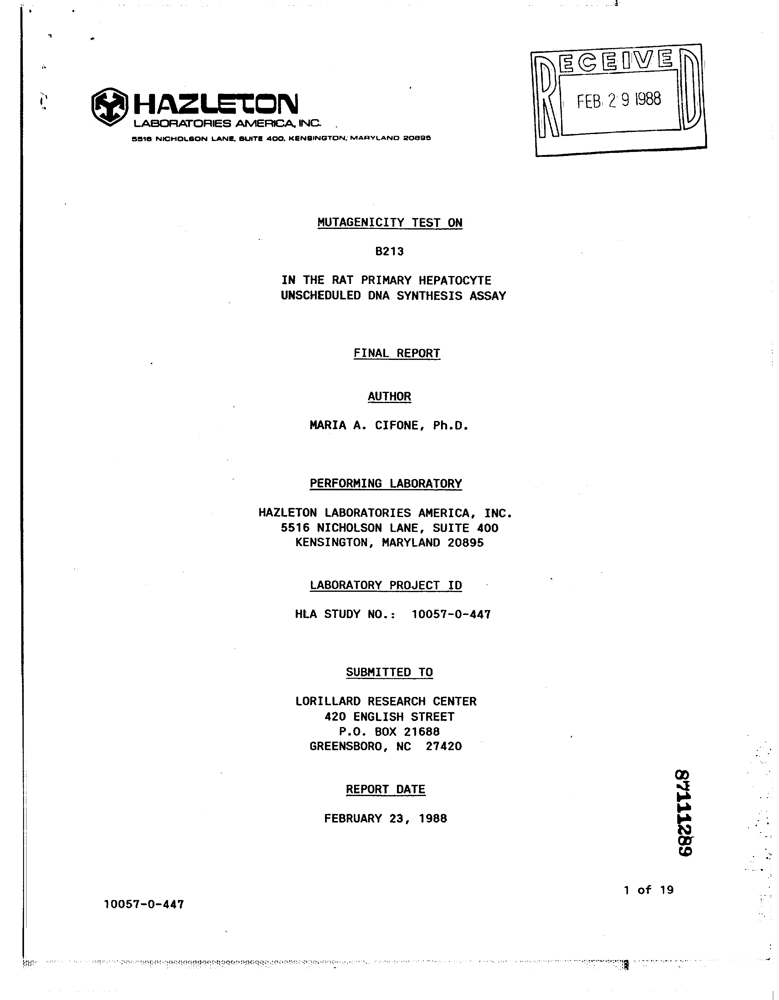 RECEIVED
FEB 29 1988
HAZLETON
LABORATORIES AMERICA, INC.
5516 NICHOLSON LANE, SUITE 400, KENSINGTON, MARYLAND 20895
MUTAGENICITY TEST ON
B213
IN THE RAT PRIMARY HEPATOCYTE
UNSCHEDULED DNA SYNTHESIS ASSAY
FINAL REPORT
AUTHOR
MARIA A. CIFONE, Ph.D.
PERFORMING LABORATORY
HAZLETON LABORATORIES AMERICA, INC.
5516 NICHOLSON LANE, SUITE 400
KENSINGTON, MARYLAND 20895
LABORATORY PROJECT ID
HLA STUDY NO.: 10057-0-447
SUBMITTED TO
LORILLARD RESEARCH CENTER
420 ENGLISH STREET
P.O. BOX 21688
GREENSBORO, NC 27420
REPORT DATE
FEBRUARY 23, 1988
87111289
1 of 19
10057-0-447